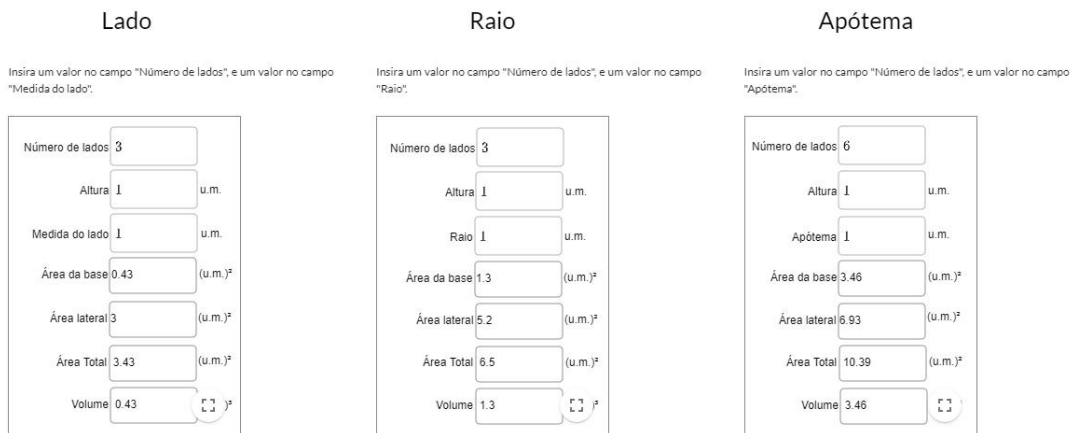 Lado
Insira um valor no campo "Número de lados", e um valor no campo
"Medida do lado".
Número de lados 3
Altura 1 u.m.
Medida do lado 1 u.m.
Área da base 0.43 (u.m.)²
Área lateral 3 (u.m.)²
Área Total 3.43 (u.m.)²
Volume 0.43 )³
Raio
Insira um valor no campo "Número de lados", e um valor no campo
"Raio".
Número de lados 3
Altura 1 u.m.
Raio 1 u.m.
Área da base 1.3 (u.m.)²
Área lateral 5.2 (u.m.)²
Área Total 6.5 (u.m.)²
Volume 1.3
Apótema
Insira um valor no campo "Número de lados", e um valor no campo
"Apótema".
Número de lados 6
Altura 1 u.m.
Apótema 1 u.m.
Área da base 3.46 (u.m.)²
Área lateral 6.93 (u.m.)²
Área Total 10.39 (u.m.)²
Volume 3.46